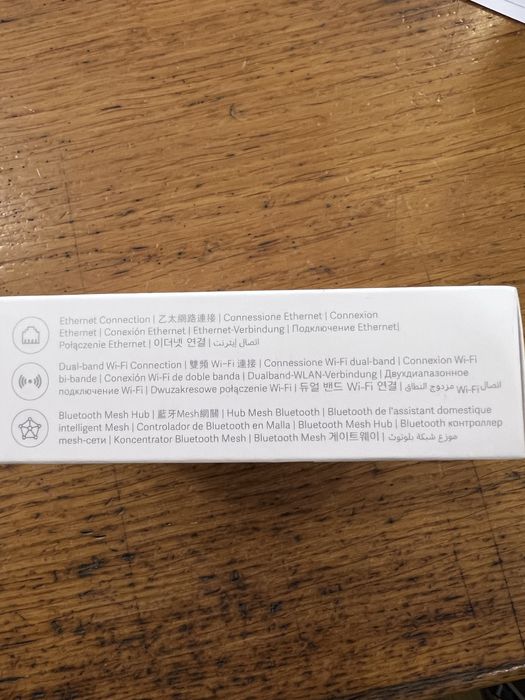 Ethernet Connection | 乙太網路連接 | Connessione Ethernet | Connexion
Ethernet | Conexión Ethernet | Ethernet-Verbindung | Подключение Ethernet|
Połączenie Ethernet | 이더넷 연결 | اتصال إيثرنت
Dual-band Wi-Fi Connection | 雙頻 Wi-Fi 連接 | Connessione Wi-Fi dual-band | Connexion Wi-Fi
bi-bande | Conexión Wi-Fi de doble banda | Dualband-WLAN-Verbindung | Двухдиапазонное
подключение Wi-Fi | Dwuzakresowe połączenie Wi-Fi | 듀얼 밴드 Wi-Fi 연결 | اتصال Wi-Fi مزدوج النطاق
Bluetooth Mesh Hub | 藍牙Mesh網關 | Hub Mesh Bluetooth | Bluetooth de l'assistant domestique
intelligent Mesh | Controlador de Bluetooth en Malla | Bluetooth Mesh Hub | Bluetooth контроллер
mesh-сети | Koncentrator Bluetooth Mesh | Bluetooth Mesh 게이트웨이 | موزع شبكة بلوتوث